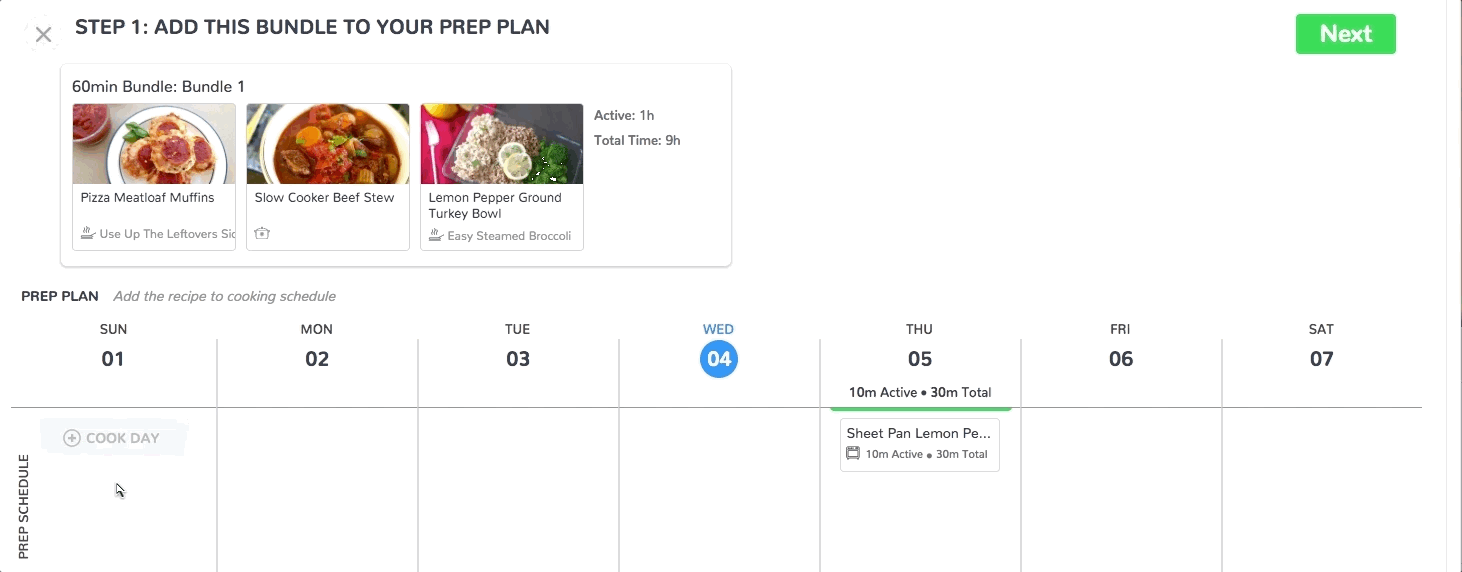 STEP 1: ADD THIS BUNDLE TO YOUR PREP PLAN
Next
60min Bundle: Bundle 1
Active: 1h
Total Time: 9h
Pizza Meatloaf Muffins
Use Up The Leftovers Sid
Slow Cooker Beef Stew
Lemon Pepper Ground
Turkey Bowl
Easy Steamed Broccoli
PREP PLAN Add the recipe to cooking schedule
SUN MON TUE WED THU FRI SAT
01 02 03 04 05 06 07
10m Active • 30m Total
COOK DAY
Sheet Pan Lemon Pe...
10m Active • 30m Total
PREP SCHEDULE